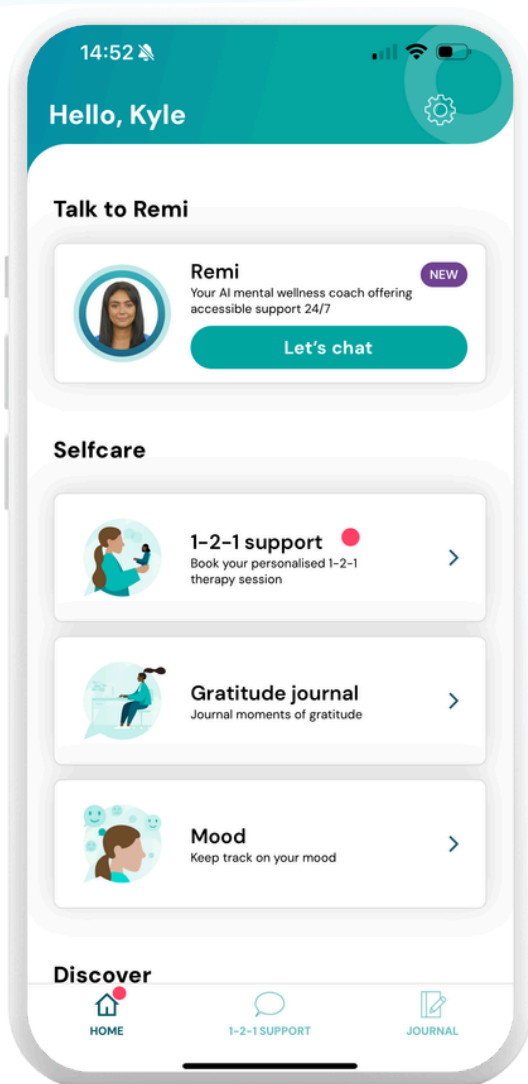 14:52
Hello, Kyle
Talk to Remi
Remi
NEW
Your AI mental wellness coach offering
accessible support 24/7
Let's chat
Selfcare
1-2-1 support
Book your personalised 1-2-1
therapy session
Gratitude journal
Journal moments of gratitude
Mood
Keep track on your mood
Discover
HOME
1-2-1 SUPPORT
JOURNAL